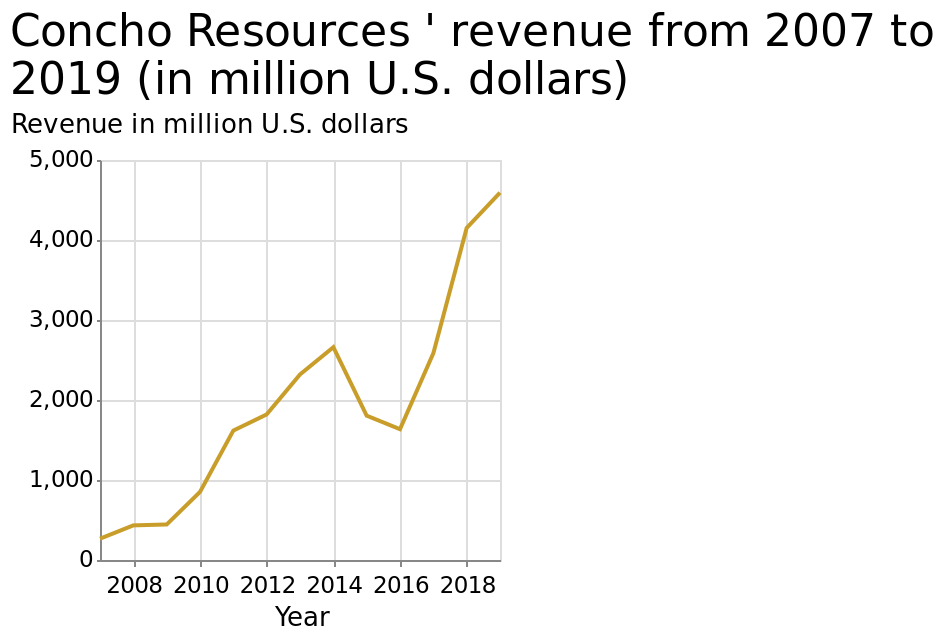 Concho Resources ' revenue from 2007 to
2019 (in million U.S. dollars)
Revenue in million U.S. dollars
5,000
4,000
3,000
2,000
1,000
0
2008 2010 2012 2014 2016 2018
Year